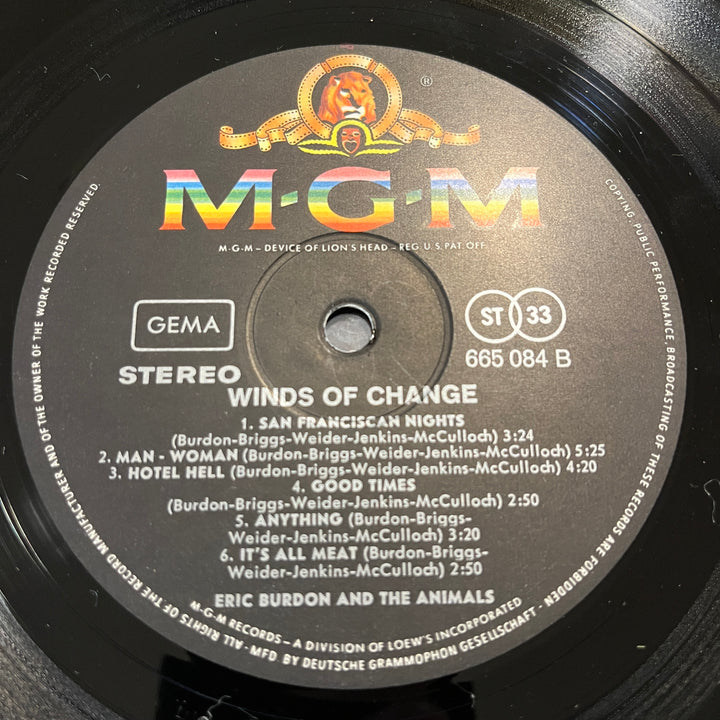 ®
M-G-M
M-G-M – DEVICE OF LION'S HEAD – REG. U.S. PAT. OFF.
GEMA
ST 33
665 084 B
STEREO
WINDS OF CHANGE
1. SAN FRANCISCAN NIGHTS
(Burdon-Briggs-Weider-Jenkins-McCulloch) 3:24
2. MAN - WOMAN (Burdon-Briggs-Weider-Jenkins-McCulloch) 5:25
3. HOTEL HELL (Burdon-Briggs-Weider-Jenkins-McCulloch) 4:20
4. GOOD TIMES
(Burdon-Briggs-Weider-Jenkins-McCulloch) 2:50
5. ANYTHING (Burdon-Briggs-
Weider-Jenkins-McCulloch) 3:20
6. IT'S ALL MEAT (Burdon-Briggs-
Weider-Jenkins-McCulloch) 2:50
ERIC BURDON AND THE ANIMALS
M-G-M RECORDS – A DIVISION OF LOEW'S INCORPORATED
MFD. BY DEUTSCHE GRAMMOPHON GESELLSCHAFT - ALL RIGHTS OF THE RECORD MANUFACTURER AND OF THE OWNER OF THE WORK RECORDED RESERVED.
COPYING, PUBLIC PERFORMANCE, BROADCASTING OF THESE RECORDS ARE FORBIDDEN